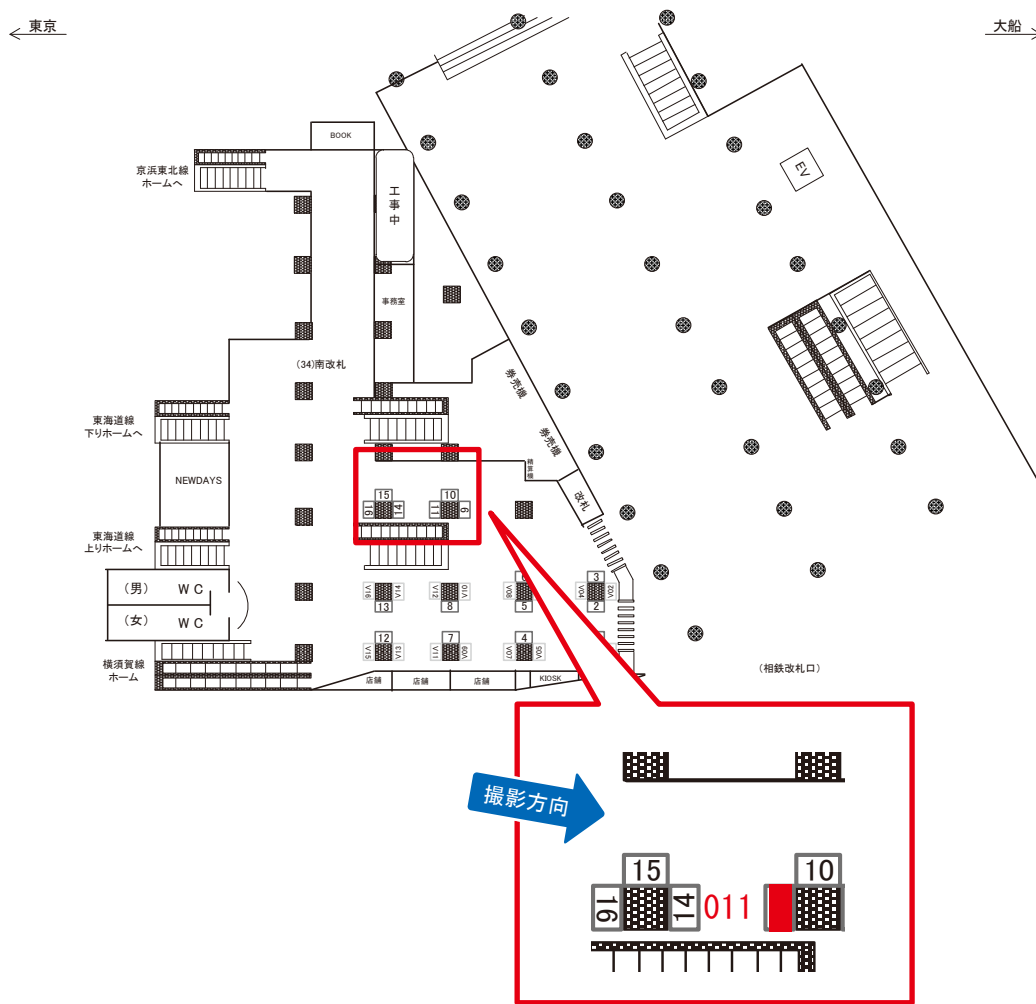 東京
大船
BOOK
京浜東北線
ホームへ
工事中
EV
事務室
(34)南改札
券売機
券売機
東海道線
下りホームへ
精算機
NEWDAYS
改札
15
16
14
10
11
9
東海道線
上りホームへ
(男) WC
(女) WC
V16
V14
13
V12
V10
8
6
V08
5
3
V04
V02
2
12
V15
V13
7
V11
V09
4
V07
V05
横須賀線
ホーム
店舗
店舗
店舗
KIOSK
(相鉄改札口)
撮影方向
15
10
16
14
011